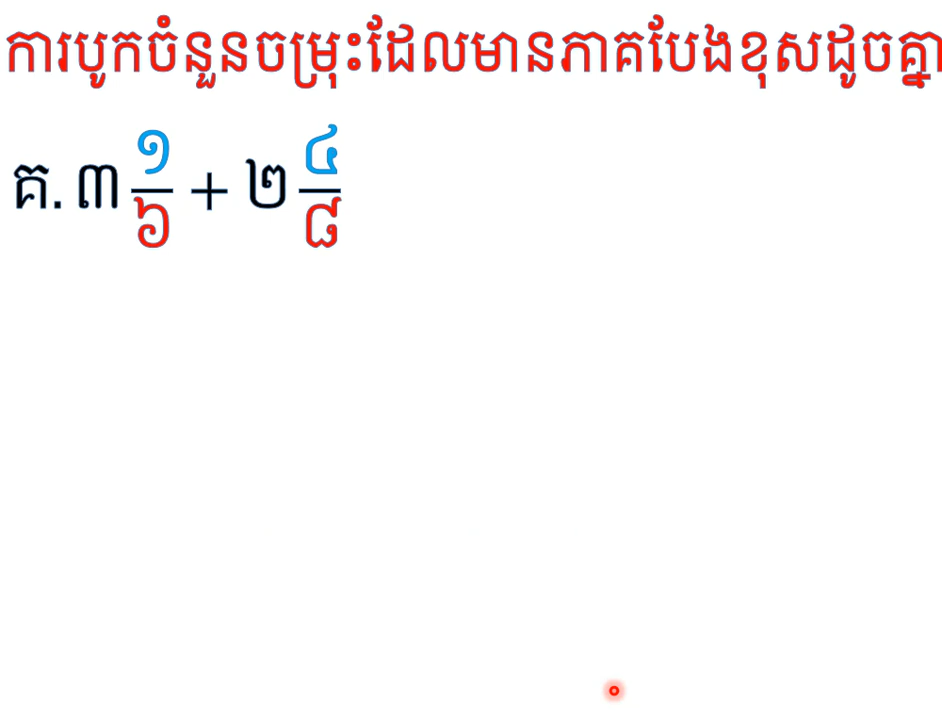 ការបូកចំនួនចម្រុះដែលមានភាគបែងខុសដូចគ្នា
គ. ៣ ១/៦ + ២ ៤/៨